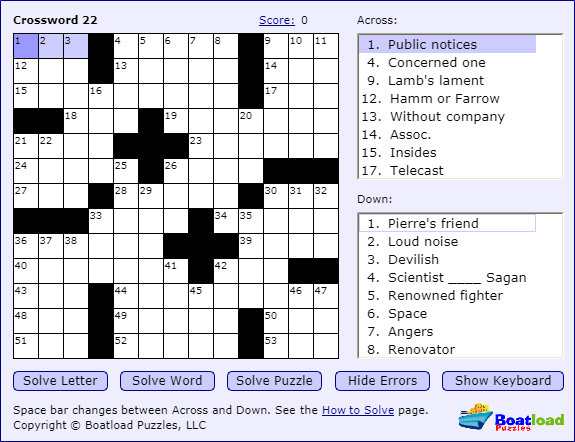 Crossword 22 Score: 0 Across:
1 2 3 4 5 6 7 8 9 10 11
12 13 14
15 16 17
18 19 20
21 22 23
24 25 26
27 28 29 30 31 32
33 34 35
36 37 38 39
40 41 42
43 44 45 46 47
48 49 50
51 52 53
1. Public notices
4. Concerned one
9. Lamb's lament
12. Hamm or Farrow
13. Without company
14. Assoc.
15. Insides
17. Telecast
Down:
1. Pierre's friend
2. Loud noise
3. Devilish
4. Scientist ____ Sagan
5. Renowned fighter
6. Space
7. Angers
8. Renovator
Solve Letter Solve Word Solve Puzzle Hide Errors Show Keyboard
Space bar changes between Across and Down. See the How to Solve page.
Copyright © Boatload Puzzles, LLC
Boatload
Puzzles